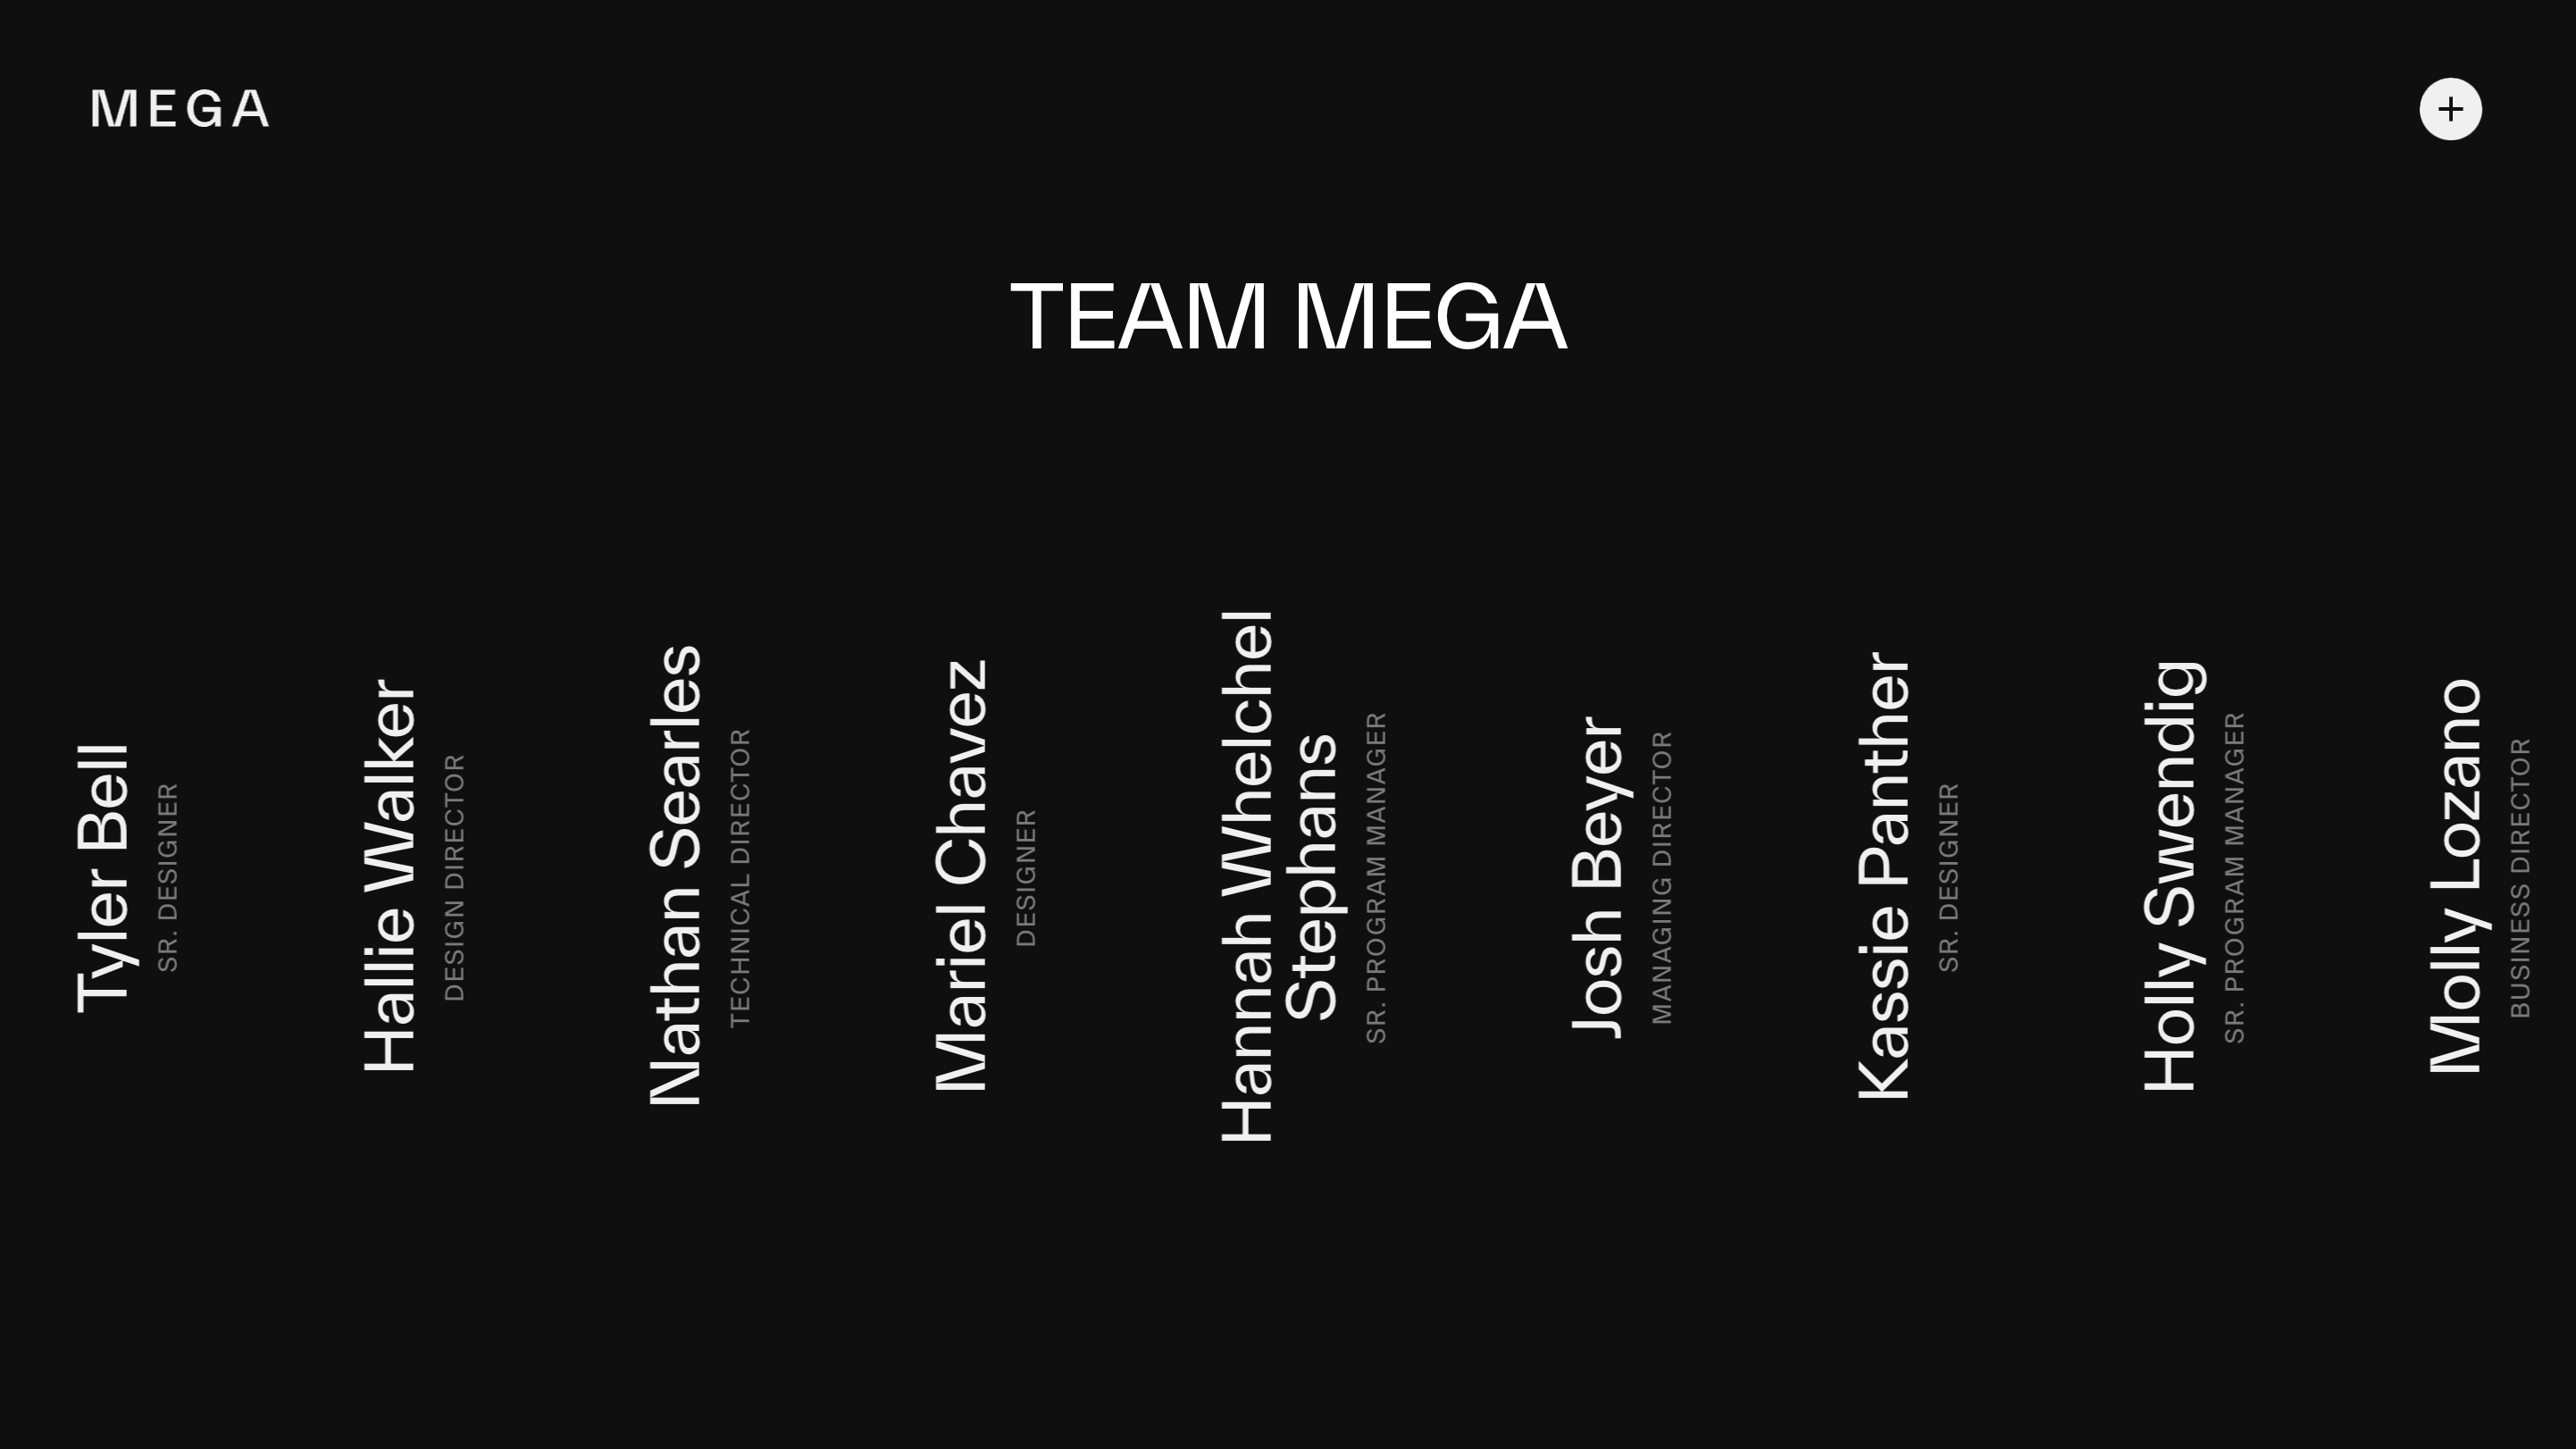 MEGA
+
TEAM MEGA
Tyler Bell
SR. DESIGNER
Hallie Walker
DESIGN DIRECTOR
Nathan Searles
TECHNICAL DIRECTOR
Mariel Chavez
DESIGNER
Hannah Whelchel
Stephans
SR. PROGRAM MANAGER
Josh Beyer
MANAGING DIRECTOR
Kassie Panther
SR. DESIGNER
Holly Swendig
SR. PROGRAM MANAGER
Molly Lozano
BUSINESS DIRECTOR